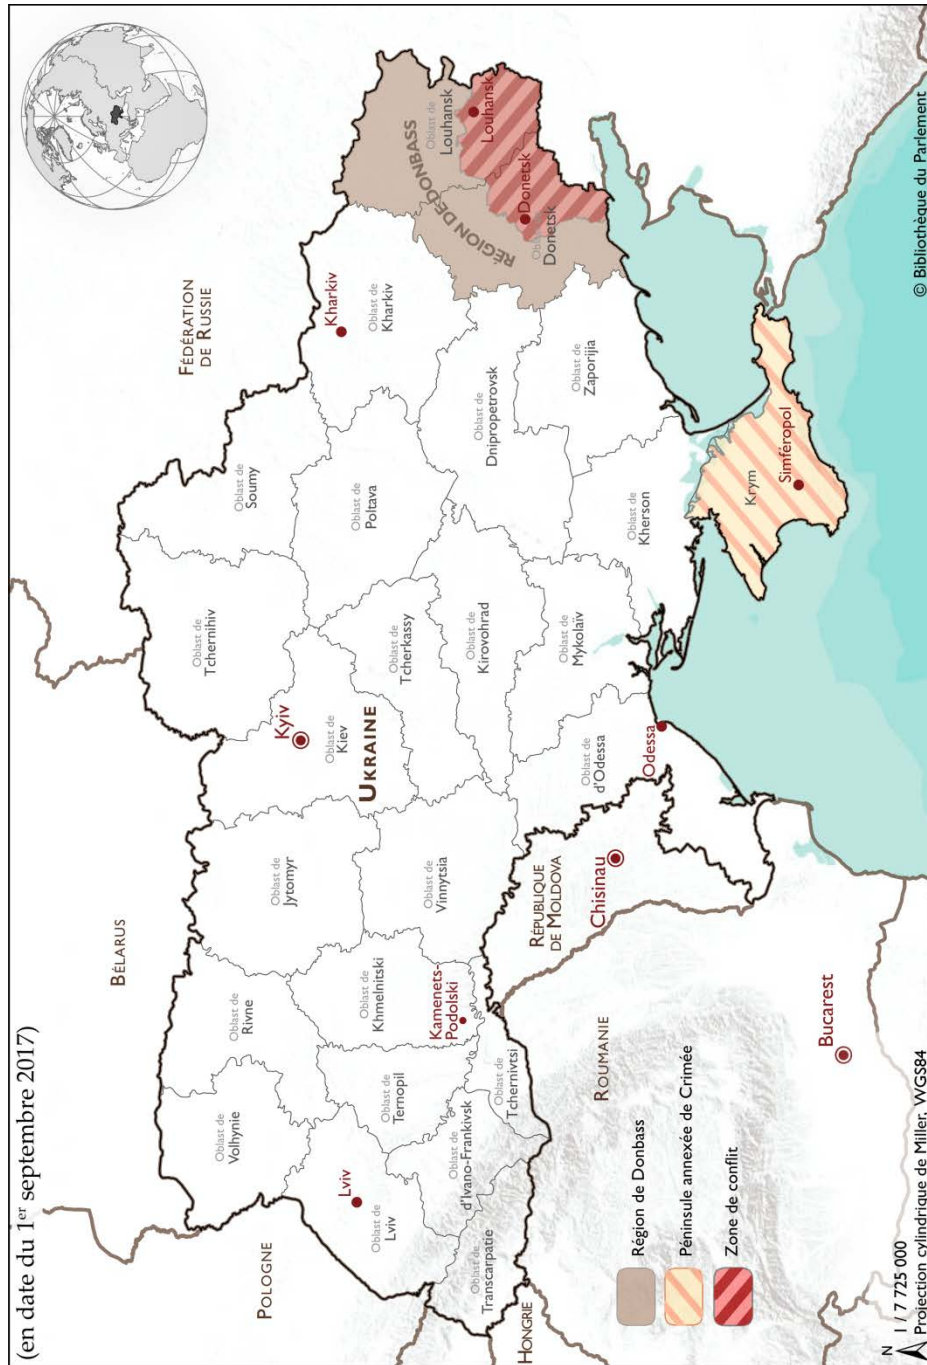 (en date du 1er septembre 2017)
BÉLARUS
FÉDÉRATION
DE RUSSIE
POLOGNE
Oblast de
Volhynie
Oblast de
Rivne
Oblast de
Jytomyr
Kyiv
Oblast de
Kiev
Oblast de
Tchernihiv
Oblast de
Soumy
Lviv
Oblast de
Lviv
Oblast de
Ternopil
Oblast de
Khmelnitski
UKRAINE
Oblast de
Poltava
Kharkiv
Oblast de
Kharkiv
Oblast de
Tcherkassy
Oblast de
Vinnytsia
Kamenets-
Podolski
Oblast de
d'Ivano-Frankivsk
Oblast de
Transcarpatie
Oblast de
Tchernivtsi
HONGRIE
Oblast de
Kirovohrad
Oblast de
Dnipropetrovsk
RÉGION DE DONBASS
Oblast de
Louhansk
Louhansk
Donetsk
Donetsk
RÉPUBLIQUE
DE MOLDOVA
Chisinau
Oblast de
d'Odessa
Odessa
Oblast de
Mykolaïv
Oblast de
Kherson
Oblast de
Zaporijia
ROUMANIE
Krym
Simféropol
Bucarest
Région de Donbass
Péninsule annexée de Crimée
Zone de conflit
N
1 / 7 725 000
Projection cylindrique de Miller, WGS84
© Bibliothèque du Parlement